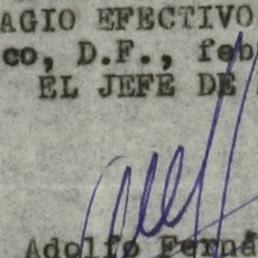 AGIO EFECTIVO
co, D.F., feb
EL JEFE DE
Adolfo Ferná